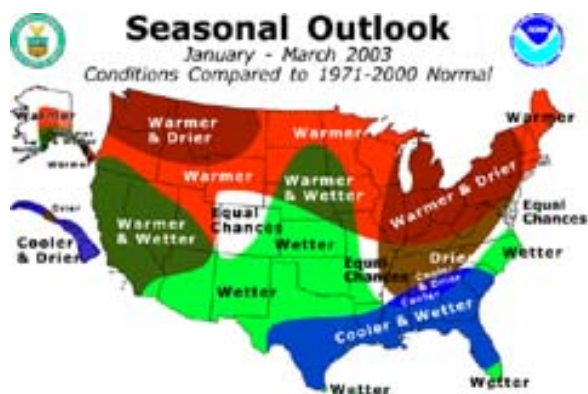 Seasonal Outlook
January - March 2003
Conditions Compared to 1971-2000 Normal
Warmer
Warmer
& Drier
Warmer
Warmer
Warmer
Warmer
Warmer
& Wetter
Warmer & Drier
Equal
Chances
Warmer
& Wetter
Equal
Chances
Drier
Cooler
& Drier
Wetter
Drier
Wetter
Equal
Chances
Cooler
& Drier
Cooler
Wetter
Cooler & Wetter
Wetter
Wetter